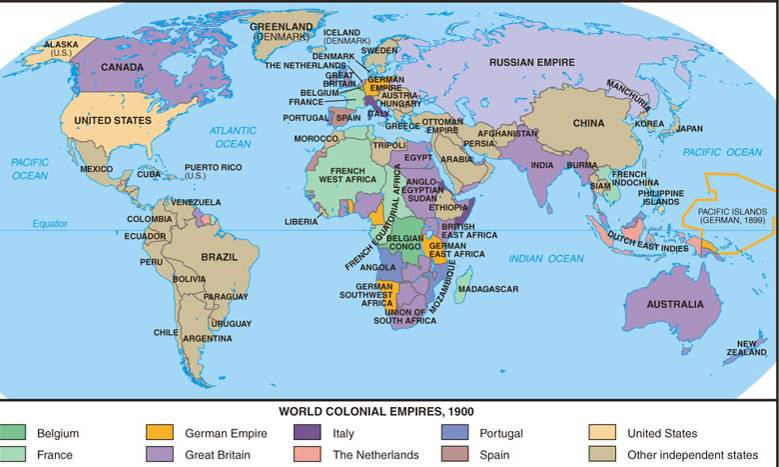 GREENLAND
(DENMARK)
ICELAND
(DENMARK)
ALASKA
(U.S.)
SWEDEN
DENMARK
THE NETHERLANDS
RUSSIAN EMPIRE
CANADA
GREAT
BRITAIN
GERMAN
EMPIRE
BELGIUM
AUSTRIA-
HUNGARY
MANCHURIA
FRANCE
UNITED STATES
PORTUGAL
SPAIN
ITALY
GREECE
OTTOMAN
EMPIRE
AFGHANISTAN
CHINA
KOREA
JAPAN
ATLANTIC
OCEAN
MOROCCO
TRIPOLI
PERSIA
PACIFIC
OCEAN
PACIFIC OCEAN
MEXICO
CUBA
PUERTO RICO
(U.S.)
EGYPT
ARABIA
INDIA
BURMA
FRENCH
WEST AFRICA
ANGLO-
EGYPTIAN
SUDAN
SIAM
FRENCH
INDOCHINA
PHILIPPINE
ISLANDS
VENEZUELA
COLOMBIA
LIBERIA
ETHIOPIA
PACIFIC ISLANDS
(GERMAN, 1899)
Equator
FRENCH EQUATORIAL AFRICA
BRITISH
EAST AFRICA
ECUADOR
BELGIAN
CONGO
GERMAN
EAST AFRICA
DUTCH EAST INDIES
PERU
BRAZIL
INDIAN OCEAN
ANGOLA
BOLIVIA
MOZAMBIQUE
MADAGASCAR
PARAGUAY
GERMAN
SOUTHWEST
AFRICA
AUSTRALIA
UNION OF
SOUTH AFRICA
URUGUAY
CHILE
ARGENTINA
NEW
ZEALAND
WORLD COLONIAL EMPIRES, 1900
Belgium
German Empire
Italy
Portugal
United States
France
Great Britain
The Netherlands
Spain
Other independent states